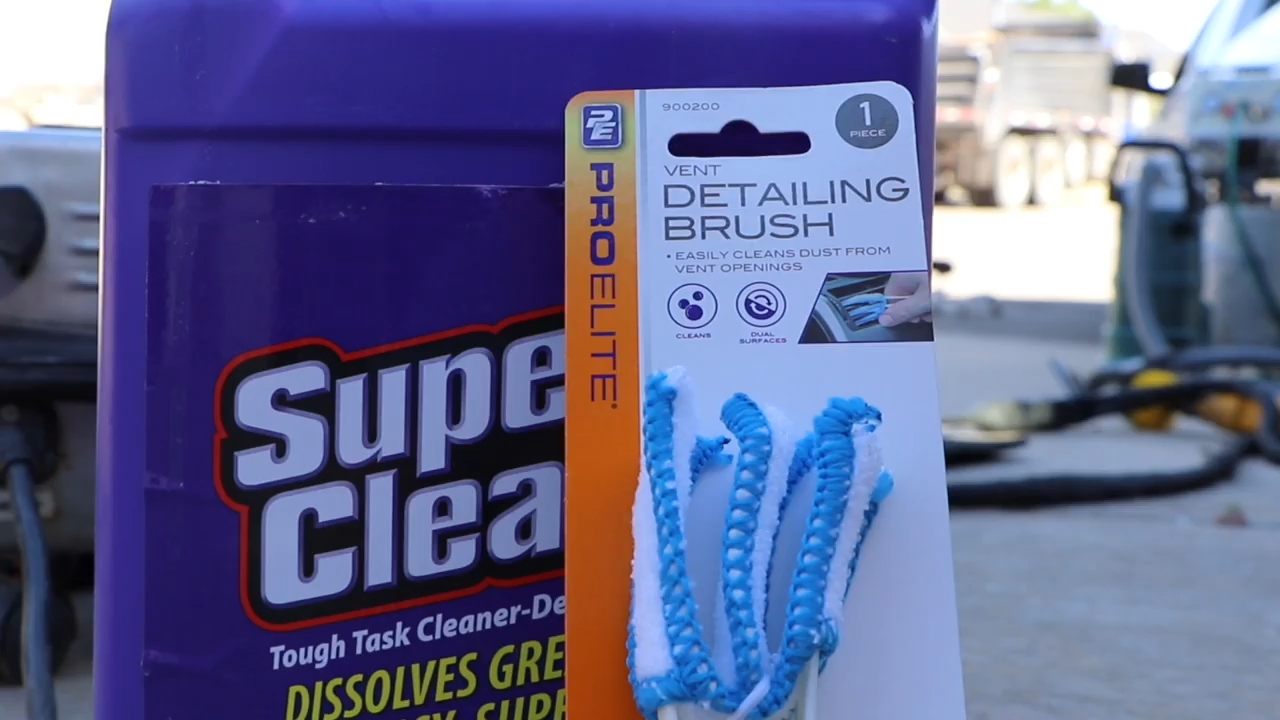 900200
1
PIECE
PE
PROELITE®
VENT
DETAILING
BRUSH
• EASILY CLEANS DUST FROM
VENT OPENINGS
CLEANS
DUAL
SURFACES
Supe
Clea
Tough Task Cleaner-De
DISSOLVES GRE